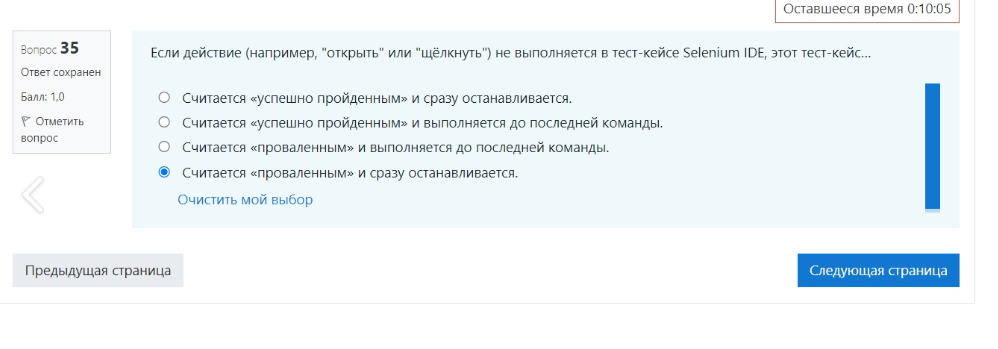 Оставшееся время 0:10:05
Вопрос 35
Ответ сохранен
Балл: 1,0
Отметить
вопрос
Если действие (например, "открыть" или "щёлкнуть") не выполняется в тест-кейсе Selenium IDE, этот тест-кейс...
Считается «успешно пройденным» и сразу останавливается.
Считается «успешно пройденным» и выполняется до последней команды.
Считается «проваленным» и выполняется до последней команды.
Считается «проваленным» и сразу останавливается.
Очистить мой выбор
Предыдущая страница
Следующая страница